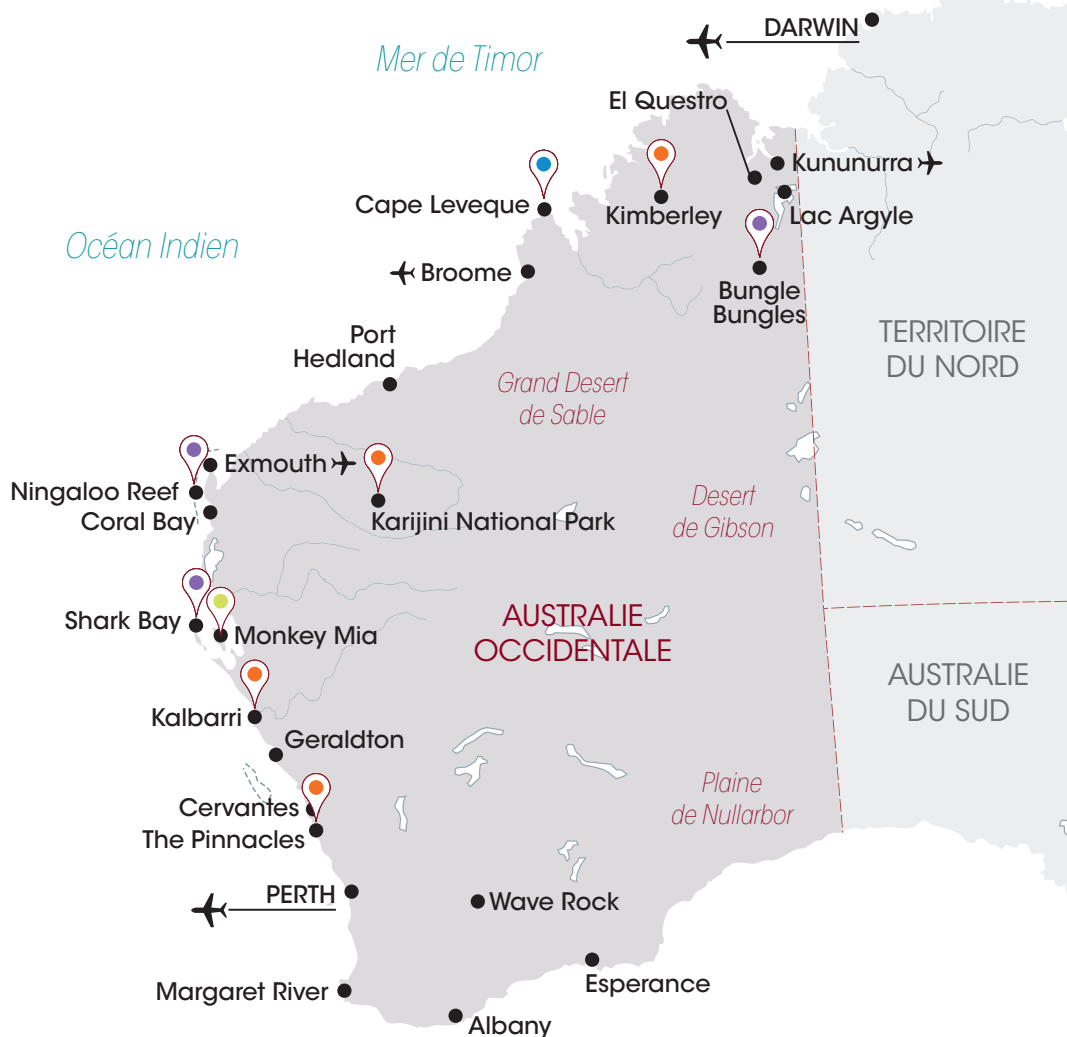 DARWIN
Mer de Timor
El Questro
Kununurra
Cape Leveque
Kimberley
Lac Argyle
Océan Indien
Broome
Bungle
Bungles
Port
Hedland
TERRITOIRE
DU NORD
Grand Desert
de Sable
Exmouth
Ningaloo Reef
Coral Bay
Karijini National Park
Desert
de Gibson
Shark Bay
Monkey Mia
AUSTRALIE
OCCIDENTALE
AUSTRALIE
DU SUD
Kalbarri
Geraldton
Plaine
de Nullarbor
Cervantes
The Pinnacles
PERTH
Wave Rock
Margaret River
Esperance
Albany